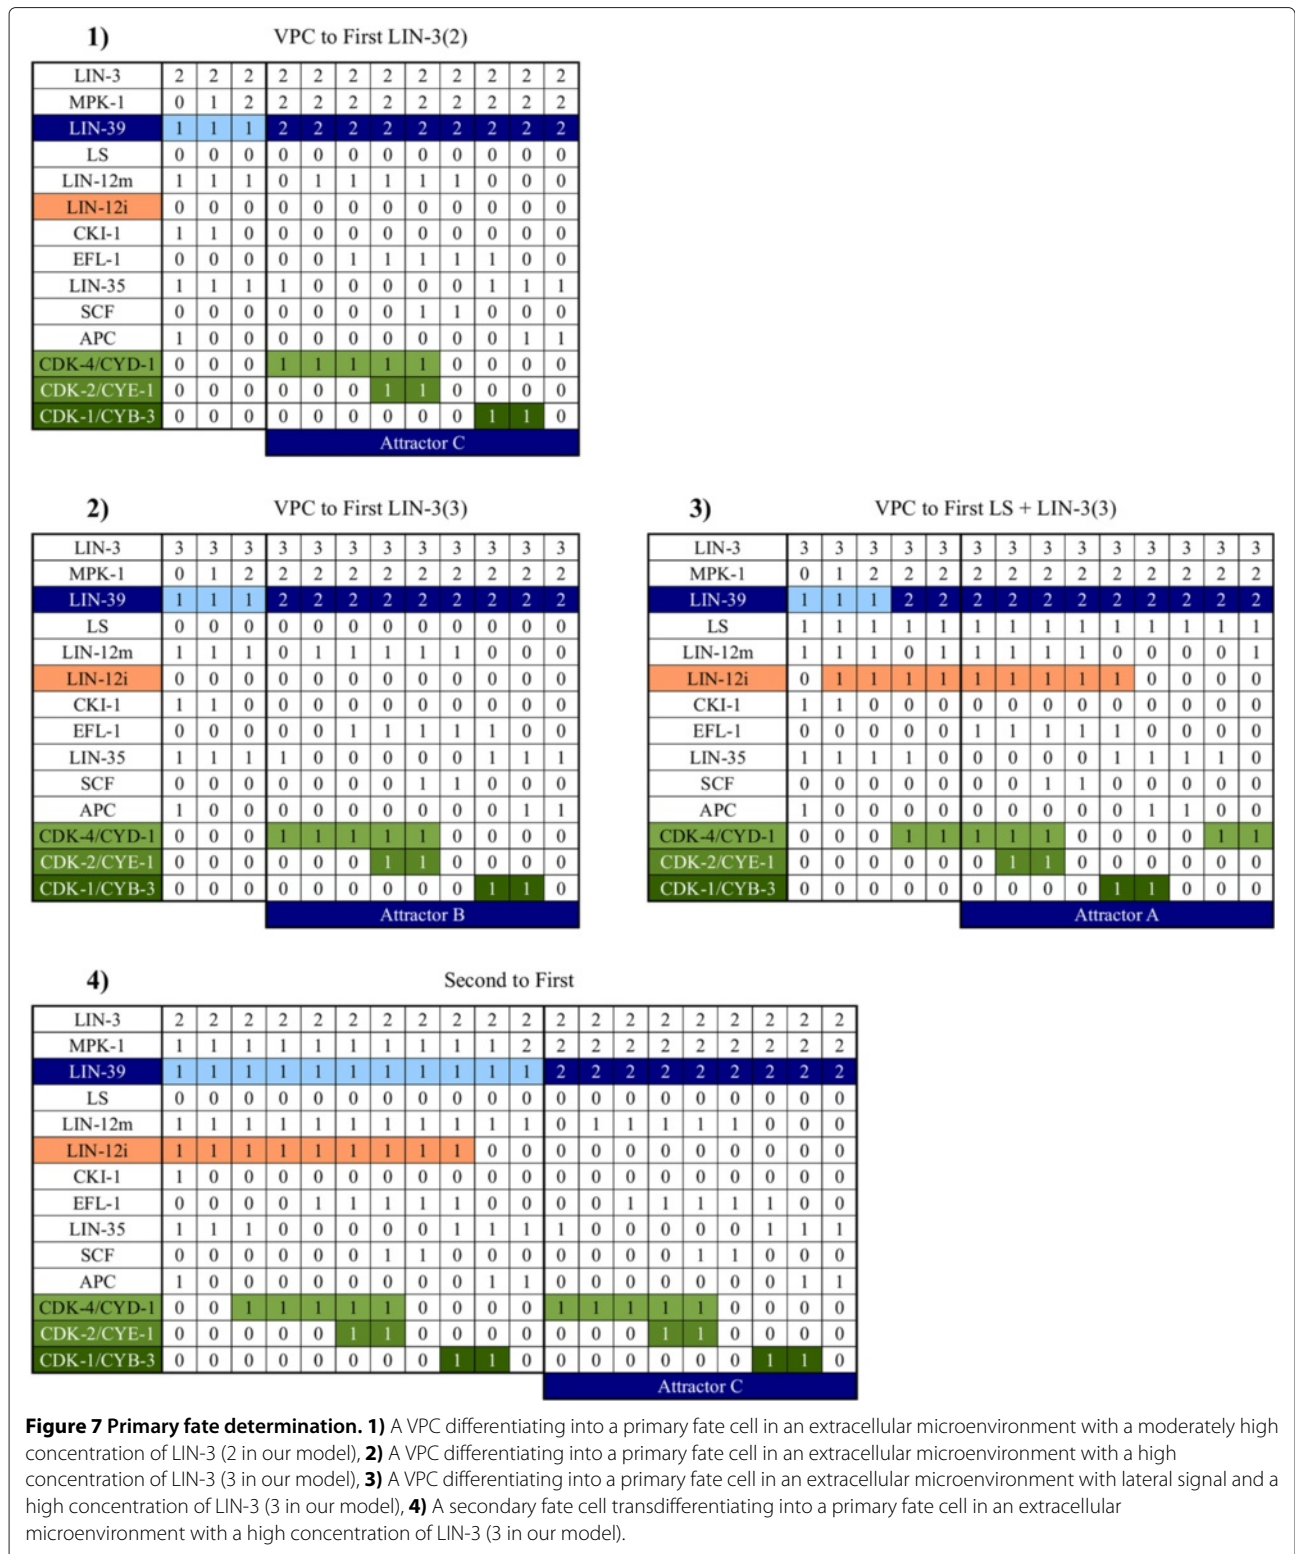 1) VPC to First LIN-3(2)
LIN-3 2 2 2 2 2 2 2 2 2 2 2 2
MPK-1 0 1 2 2 2 2 2 2 2 2 2 2
LIN-39 1 1 1 2 2 2 2 2 2 2 2 2
LS 0 0 0 0 0 0 0 0 0 0 0 0
LIN-12m 1 1 1 0 1 1 1 1 1 0 0 0
LIN-12i 0 0 0 0 0 0 0 0 0 0 0 0
CKI-1 1 1 0 0 0 0 0 0 0 0 0 0
EFL-1 0 0 0 0 0 1 1 1 1 1 0 0
LIN-35 1 1 1 1 0 0 0 0 0 1 1 1
SCF 0 0 0 0 0 0 0 1 1 0 0 0
APC 1 0 0 0 0 0 0 0 0 0 1 1
CDK-4/CYD-1 0 0 0 1 1 1 1 1 0 0 0 0
CDK-2/CYE-1 0 0 0 0 0 0 1 1 0 0 0 0
CDK-1/CYB-3 0 0 0 0 0 0 0 0 0 1 1 0
Attractor C
2) VPC to First LIN-3(3)
LIN-3 3 3 3 3 3 3 3 3 3 3 3 3
MPK-1 0 1 2 2 2 2 2 2 2 2 2 2
LIN-39 1 1 1 2 2 2 2 2 2 2 2 2
LS 0 0 0 0 0 0 0 0 0 0 0 0
LIN-12m 1 1 1 0 1 1 1 1 1 0 0 0
LIN-12i 0 0 0 0 0 0 0 0 0 0 0 0
CKI-1 1 1 0 0 0 0 0 0 0 0 0 0
EFL-1 0 0 0 0 0 1 1 1 1 1 0 0
LIN-35 1 1 1 1 0 0 0 0 0 1 1 1
SCF 0 0 0 0 0 0 0 1 1 0 0 0
APC 1 0 0 0 0 0 0 0 0 0 1 1
CDK-4/CYD-1 0 0 0 1 1 1 1 1 0 0 0 0
CDK-2/CYE-1 0 0 0 0 0 0 1 1 0 0 0 0
CDK-1/CYB-3 0 0 0 0 0 0 0 0 0 1 1 0
Attractor B
3) VPC to First LS + LIN-3(3)
LIN-3 3 3 3 3 3 3 3 3 3 3 3 3 3 3
MPK-1 0 1 2 2 2 2 2 2 2 2 2 2 2 2
LIN-39 1 1 1 2 2 2 2 2 2 2 2 2 2 2
LS 1 1 1 1 1 1 1 1 1 1 1 1 1 1
LIN-12m 1 1 1 0 1 1 1 1 1 0 0 0 0 1
LIN-12i 0 1 1 1 1 1 1 1 1 1 0 0 0 0
CKI-1 1 1 0 0 0 0 0 0 0 0 0 0 0 0
EFL-1 0 0 0 0 0 1 1 1 1 1 0 0 0 0
LIN-35 1 1 1 1 0 0 0 0 0 1 1 1 1 0
SCF 0 0 0 0 0 0 0 1 1 0 0 0 0 0
APC 1 0 0 0 0 0 0 0 0 0 1 1 0 0
CDK-4/CYD-1 0 0 0 1 1 1 1 1 0 0 0 0 1 1
CDK-2/CYE-1 0 0 0 0 0 0 1 1 0 0 0 0 0 0
CDK-1/CYB-3 0 0 0 0 0 0 0 0 0 1 1 0 0 0
Attractor A
4) Second to First
LIN-3 2 2 2 2 2 2 2 2 2 2 2 2 2 2 2 2 2 2 2 2
MPK-1 1 1 1 1 1 1 1 1 1 1 2 2 2 2 2 2 2 2 2 2
LIN-39 1 1 1 1 1 1 1 1 1 1 1 2 2 2 2 2 2 2 2 2
LS 0 0 0 0 0 0 0 0 0 0 0 0 0 0 0 0 0 0 0 0
LIN-12m 1 1 1 1 1 1 1 1 1 1 1 0 1 1 1 1 1 0 0 0
LIN-12i 1 1 1 1 1 1 1 1 1 0 0 0 0 0 0 0 0 0 0 0
CKI-1 1 0 0 0 0 0 0 0 0 0 0 0 0 0 0 0 0 0 0 0
EFL-1 0 0 0 0 1 1 1 1 1 0 0 0 0 1 1 1 1 1 0 0
LIN-35 1 1 1 0 0 0 0 0 1 1 1 1 0 0 0 0 0 1 1 1
SCF 0 0 0 0 0 0 1 1 0 0 0 0 0 0 0 1 1 0 0 0
APC 1 0 0 0 0 0 0 0 0 1 1 0 0 0 0 0 0 0 1 1
CDK-4/CYD-1 0 0 1 1 1 1 1 0 0 0 0 1 1 1 1 1 0 0 0 0
CDK-2/CYE-1 0 0 0 0 0 1 1 0 0 0 0 0 0 0 1 1 0 0 0 0
CDK-1/CYB-3 0 0 0 0 0 0 0 0 1 1 0 0 0 0 0 0 0 1 1 0
Attractor C
Figure 7 Primary fate determination. 1) A VPC differentiating into a primary fate cell in an extracellular microenvironment with a moderately high
concentration of LIN-3 (2 in our model), 2) A VPC differentiating into a primary fate cell in an extracellular microenvironment with a high
concentration of LIN-3 (3 in our model), 3) A VPC differentiating into a primary fate cell in an extracellular microenvironment with lateral signal and a
high concentration of LIN-3 (3 in our model), 4) A secondary fate cell transdifferentiating into a primary fate cell in an extracellular
microenvironment with a high concentration of LIN-3 (3 in our model).